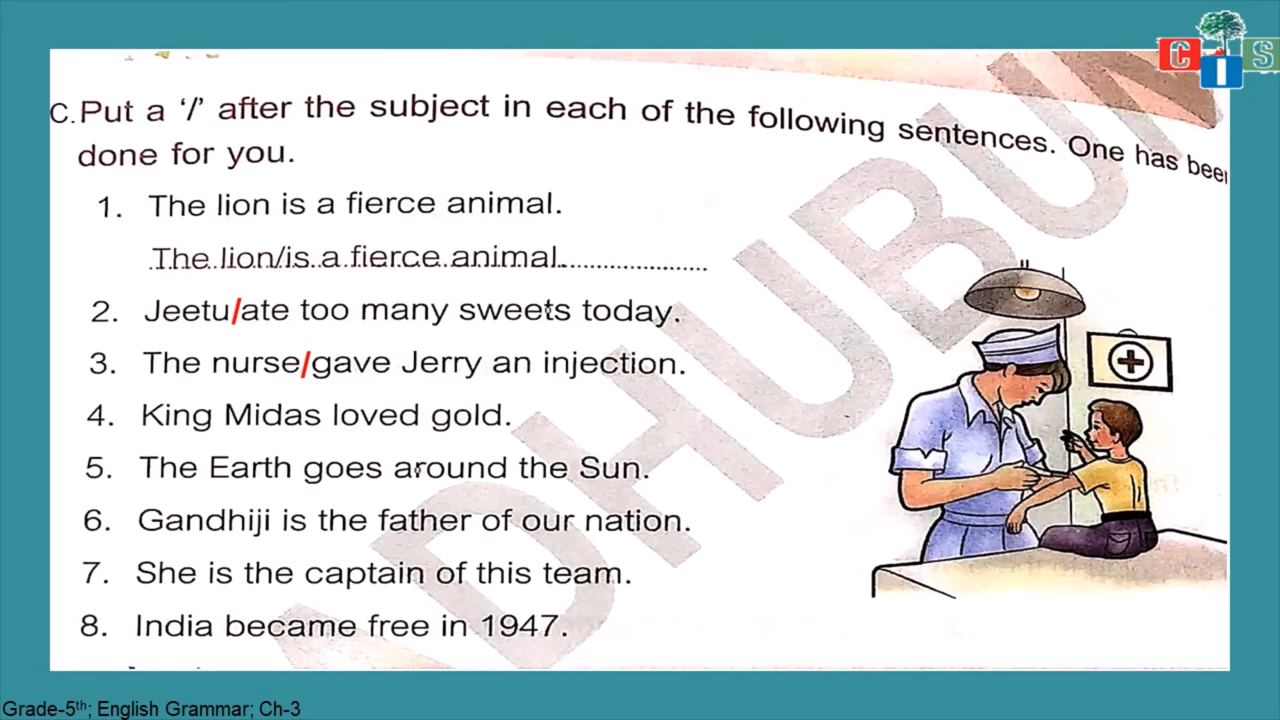 C I S
C. Put a '/' after the subject in each of the following sentences. One has been
done for you.
1. The lion is a fierce animal.
The lion/is a fierce animal.
2. Jeetu/ate too many sweets today.
3. The nurse/gave Jerry an injection.
4. King Midas loved gold.
5. The Earth goes around the Sun.
6. Gandhiji is the father of our nation.
7. She is the captain of this team.
8. India became free in 1947.
ADHUBUN
Grade-5th; English Grammar; Ch-3